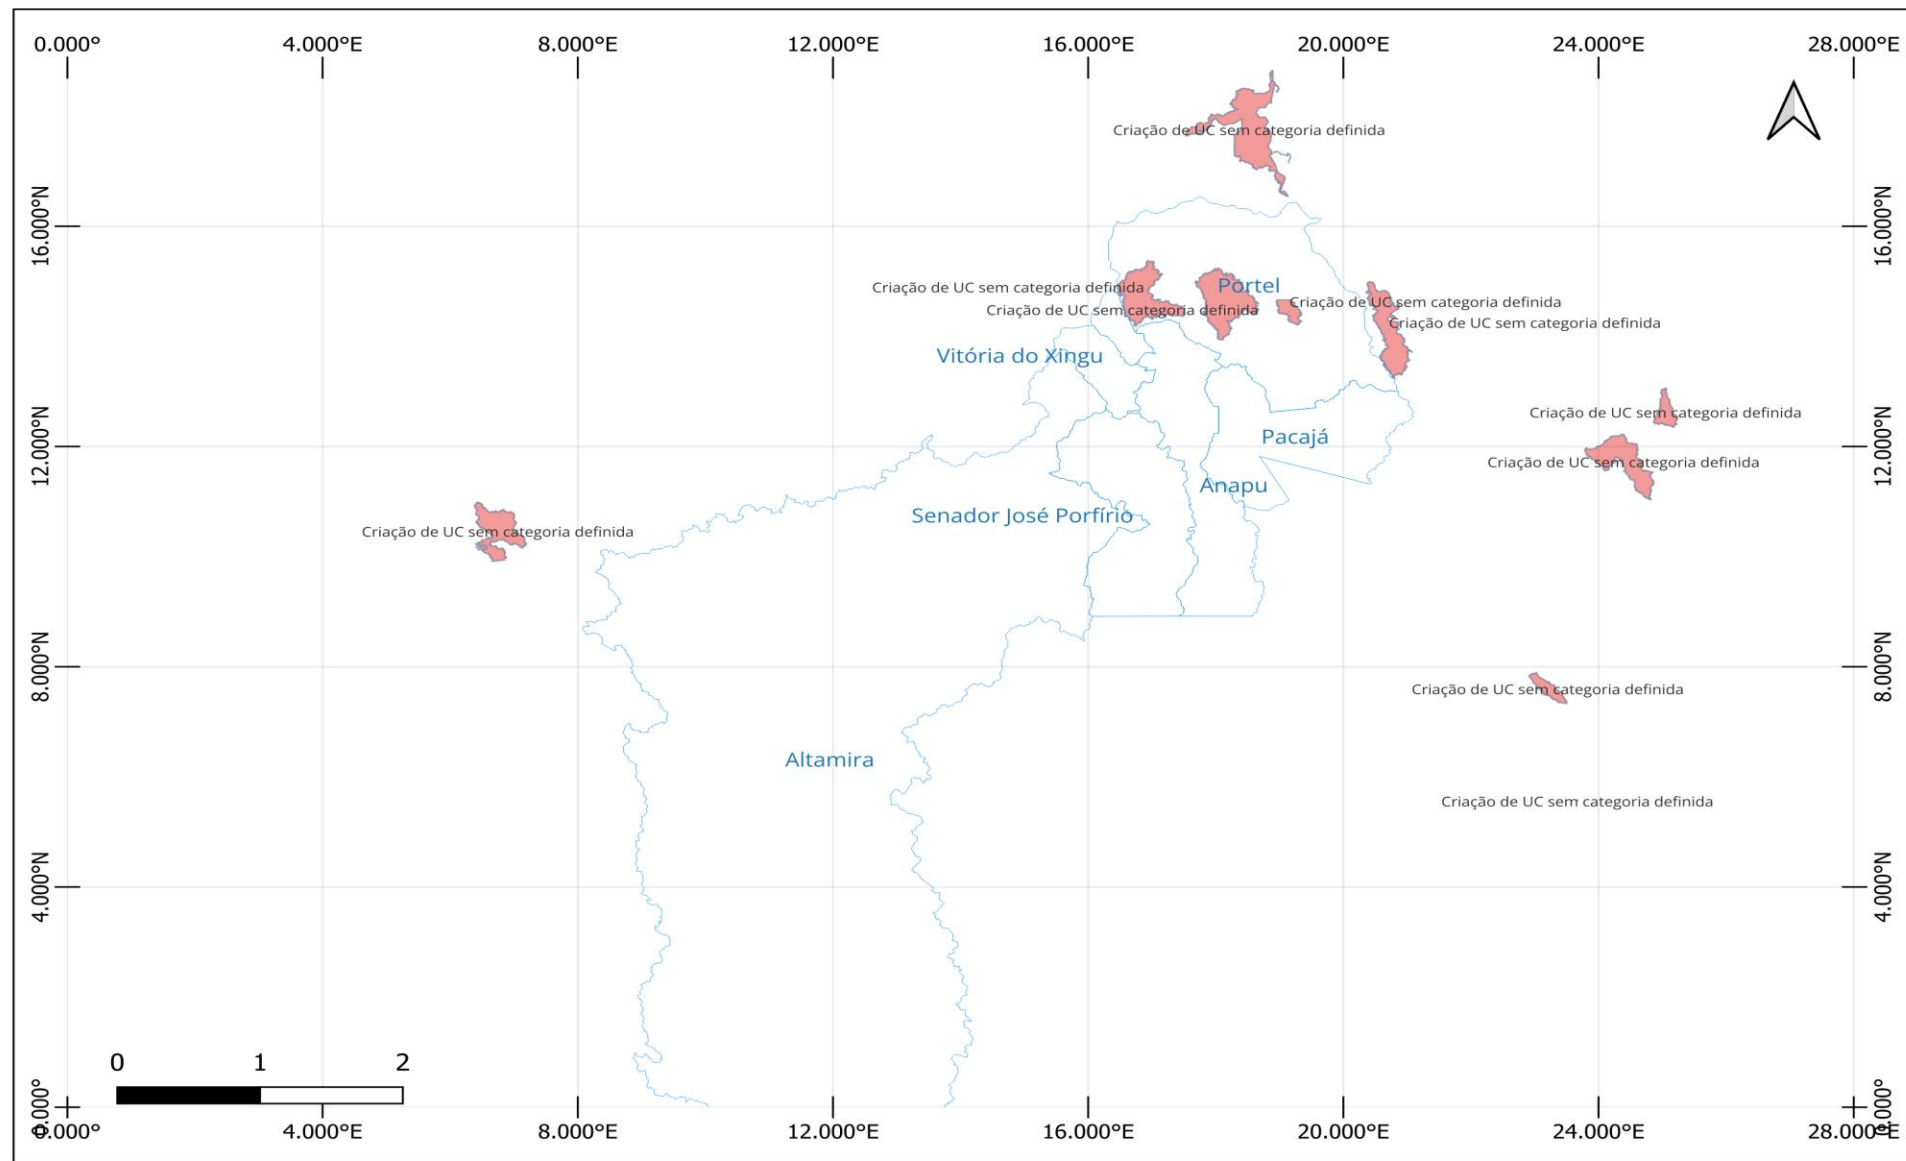 0.000° 4.000°E 8.000°E 12.000°E 16.000°E 20.000°E 24.000°E 28.000°E
Criação de UC sem categoria definida
16.000°N 16.000°N
Criação de UC sem categoria definida
Portel
Criação de UC sem categoria definida
Criação de UC sem categoria definida
Criação de UC sem categoria definida
Vitória do Xingu
Criação de UC sem categoria definida
12.000°N 12.000°N
Pacajá
Criação de UC sem categoria definida
Anapu
Senador José Porfírio
Criação de UC sem categoria definida
8.000°N 8.000°N
Criação de UC sem categoria definida
Altamira
Criação de UC sem categoria definida
4.000°N 4.000°N
0 1 2
0.000° 0.000°
0.000° 4.000°E 8.000°E 12.000°E 16.000°E 20.000°E 24.000°E 28.000°E